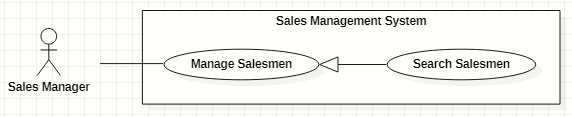 Sales Management System
Manage Salesmen
Search Salesmen
Sales Manager